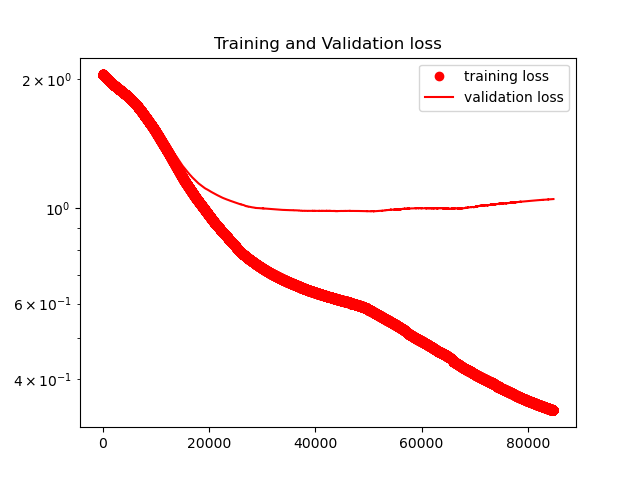 Training and Validation loss
training loss
validation loss
2 × 10⁰
10⁰
6 × 10⁻¹
4 × 10⁻¹
0 20000 40000 60000 80000